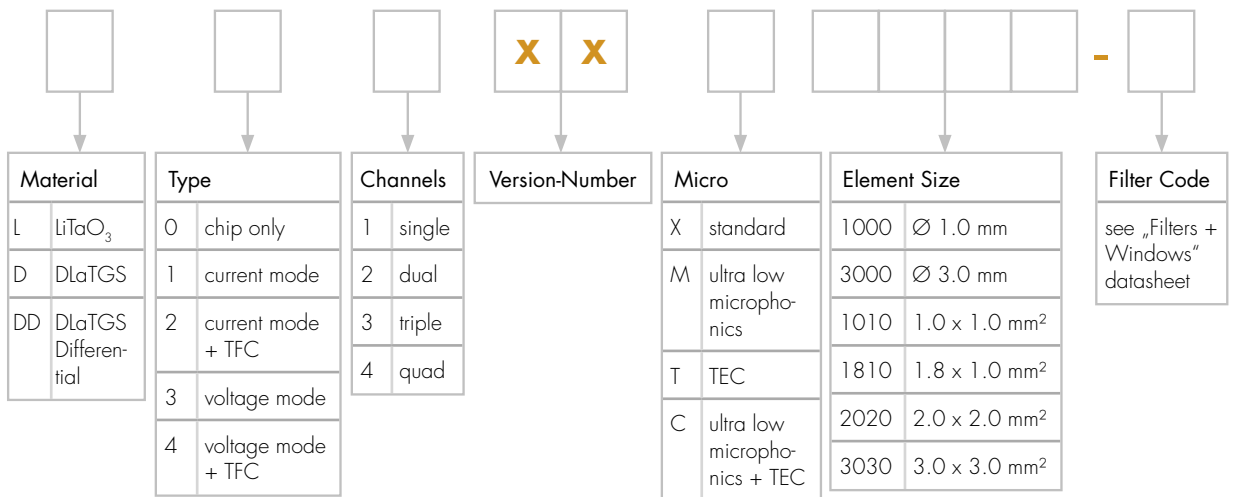 X X -
Material
L LiTaO₃
D DLaTGS
DD DLaTGS
Differen-
tial
Type
0 chip only
1 current mode
2 current mode
+ TFC
3 voltage mode
4 voltage mode
+ TFC
Channels
1 single
2 dual
3 triple
4 quad
Version-Number
Micro
X standard
M ultra low
micropho-
nics
T TEC
C ultra low
micropho-
nics + TEC
Element Size
1000 Ø 1.0 mm
3000 Ø 3.0 mm
1010 1.0 x 1.0 mm²
1810 1.8 x 1.0 mm²
2020 2.0 x 2.0 mm²
3030 3.0 x 3.0 mm²
Filter Code
see „Filters +
Windows“
datasheet